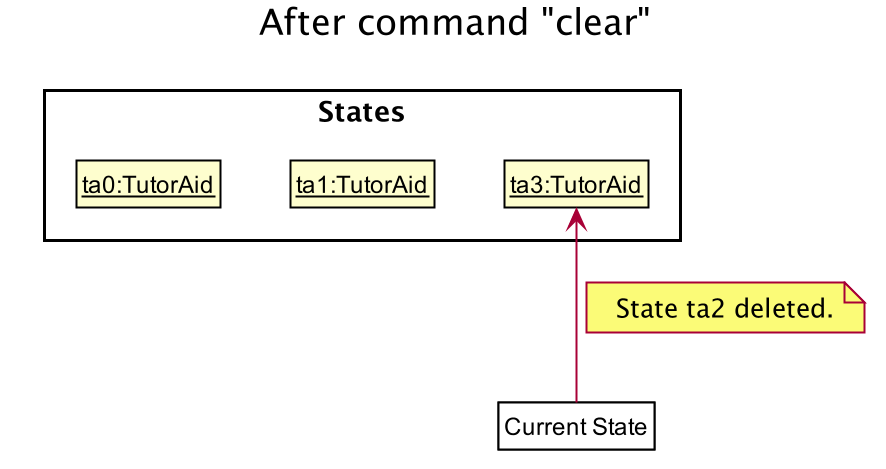 After command "clear"
States
ta0:TutorAid
ta1:TutorAid
ta3:TutorAid
State ta2 deleted.
Current State